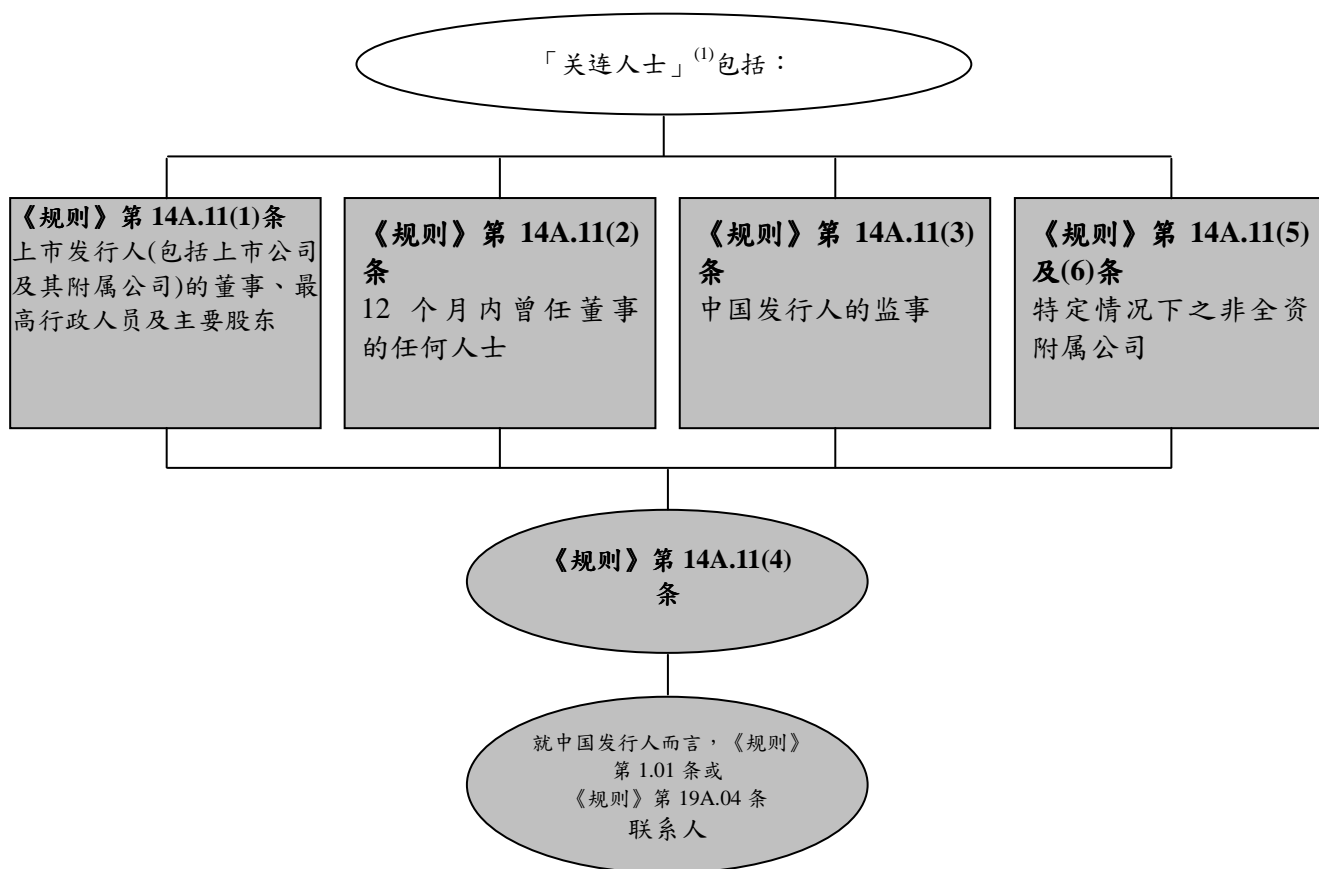 「关连人士」(1)包括：
《规则》第 14A.11(1)条
上市发行人(包括上市公司
及其附属公司)的董事、最
高行政人员及主要股东
《规则》第 14A.11(2)
条
12 个月内曾任董事
的任何人士
《规则》第 14A.11(3)
条
中国发行人的监事
《规则》第 14A.11(5)
及(6)条
特定情况下之非全资
附属公司
《规则》第 14A.11(4)
条
就中国发行人而言，《规则》
第 1.01 条或
《规则》第 19A.04 条
联系人